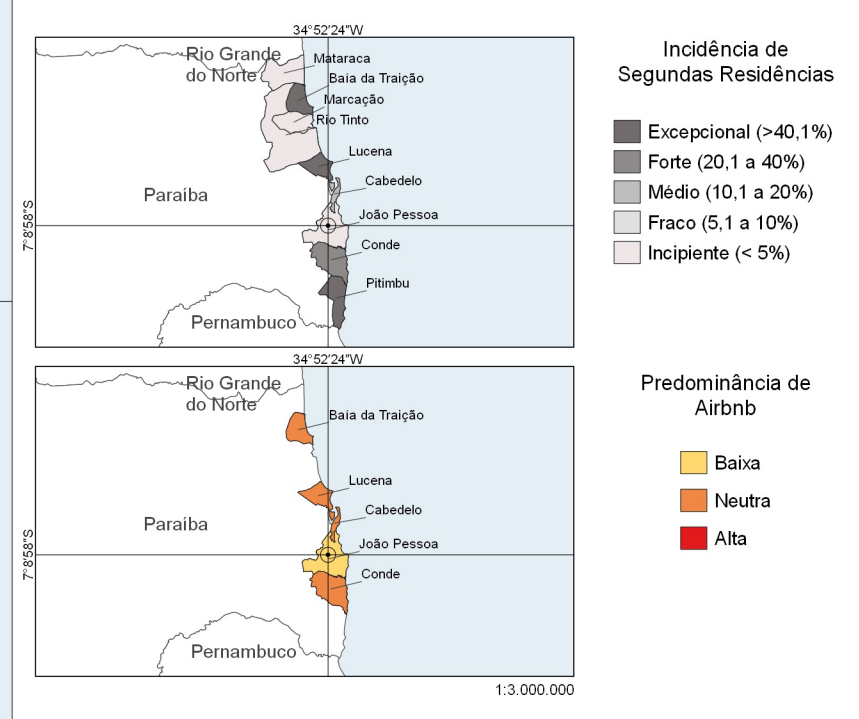 34°52'24"W
Rio Grande
do Norte
Mataraca
Baía da Traição
Marcação
Rio Tinto
Lucena
Cabedelo
Paraíba
João Pessoa
7°8'58"S
Conde
Pitimbu
Pernambuco
Incidência de
Segundas Residências
Excepcional (>40,1%)
Forte (20,1 a 40%)
Médio (10,1 a 20%)
Fraco (5,1 a 10%)
Incipiente (< 5%)
34°52'24"W
Rio Grande
do Norte
Baía da Traição
Lucena
Cabedelo
Paraíba
João Pessoa
7°8'58"S
Conde
Pernambuco
1:3.000.000
Predominância de
Airbnb
Baixa
Neutra
Alta